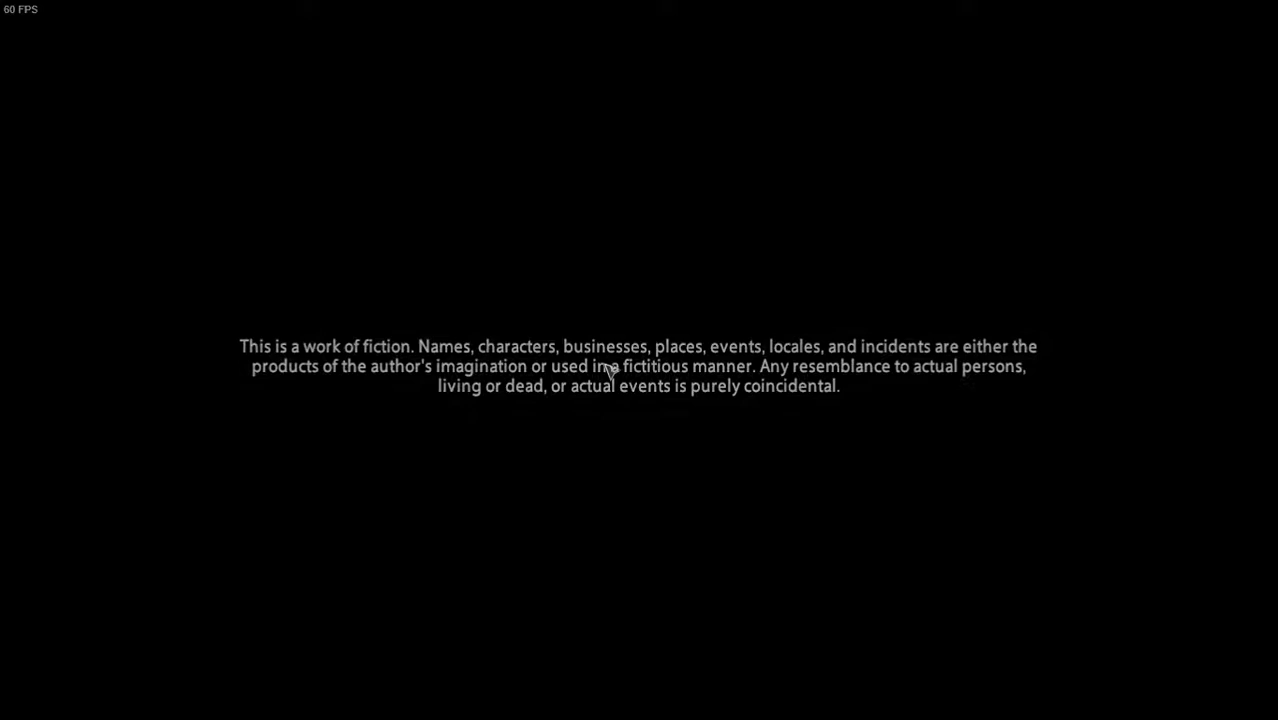 60 FPS
This is a work of fiction. Names, characters, businesses, places, events, locales, and incidents are either the
products of the author's imagination or used in a fictitious manner. Any resemblance to actual persons,
living or dead, or actual events is purely coincidental.